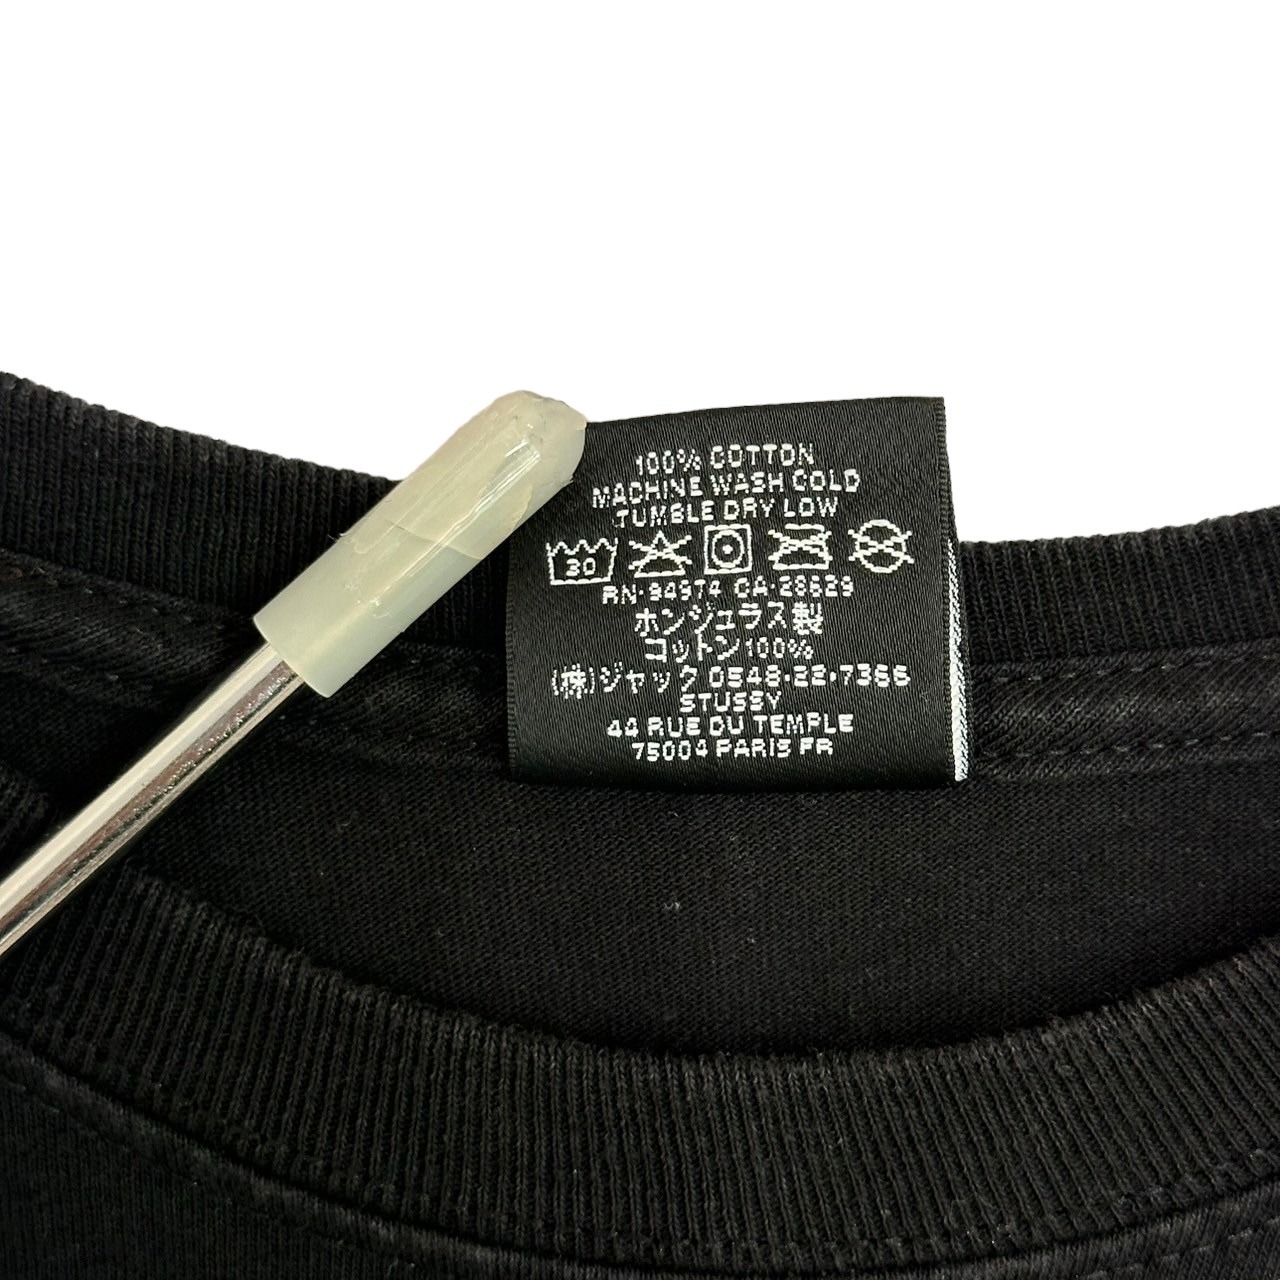 100% COTTON
MACHINE WASH COLD
TUMBLE DRY LOW
30
RN·94974 CA·28629
ホンジュラス製
コットン100%
(株)ジャック 0548·22·7366
STUSSY
44 RUE DU TEMPLE
75004 PARIS FR